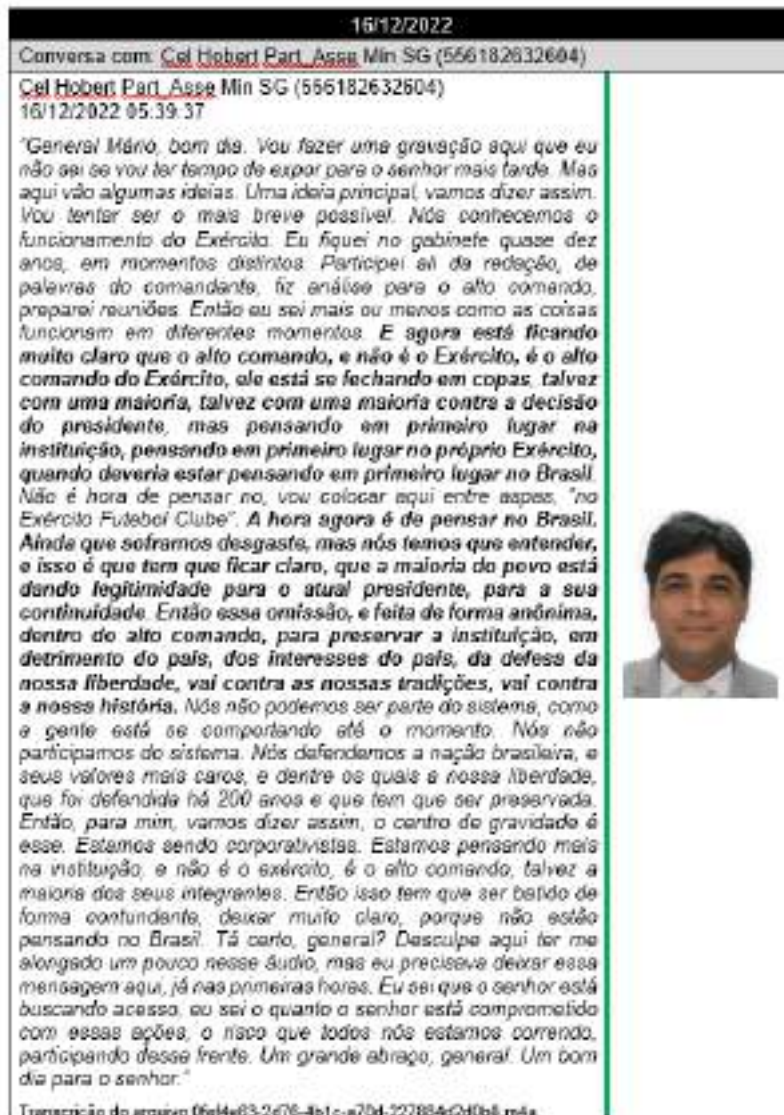 16/12/2022
Conversa com: Cel Hobert Part_Asse Min SG (556182632604)
Cel Hobert Part_Asse Min SG (556182632604)
16/12/2022 05:39:37
"General Mário, bom dia. Vou fazer uma gravação aqui que eu
não sei se vou ter tempo de expor para o senhor mais tarde. Mas
aqui vão algumas ideias. Uma ideia principal, vamos dizer assim.
Vou tentar ser o mais breve possível. Nós conhecemos o
funcionamento do Exército. Eu fiquei no gabinete quase dez
anos, em momentos distintos. Participei ali da redação, de
palavras do comandante, fiz análise para o alto comando,
preparei reuniões. Então eu sei mais ou menos como as coisas
funcionam em diferentes momentos. E agora está ficando
muito claro que o alto comando, e não é o Exército, é o alto
comando do Exército, ele está se fechando em copas, talvez
com uma maioria, talvez com uma maioria contra a decisão
do presidente, mas pensando em primeiro lugar na
instituição, pensando em primeiro lugar no próprio Exército,
quando deveria estar pensando em primeiro lugar no Brasil.
Não é hora de pensar no, vou colocar aqui entre aspas, "no
Exército Futebol Clube". A hora agora é de pensar no Brasil.
Ainda que soframos desgaste, mas nós temos que entender,
e isso é que tem que ficar claro, que a maioria do povo está
dando legitimidade para o atual presidente, para a sua
continuidade. Então essa omissão, e feita de forma anônima,
dentro do alto comando, para preservar a instituição, em
detrimento do país, dos interesses do país, da defesa da
nossa liberdade, vai contra as nossas tradições, vai contra
a nossa história. Nós não podemos ser parte do sistema, como
a gente está se comportando até o momento. Nós não
participamos do sistema. Nós defendemos a nação brasileira, e
seus valores mais caros, e dentre os quais a nossa liberdade,
que foi defendida há 200 anos e que tem que ser preservada.
Então, para mim, vamos dizer assim, o centro de gravidade é
esse. Estamos sendo corporativistas. Estamos pensando mais
na instituição, e não é o exército, é o alto comando, talvez a
maioria dos seus integrantes. Então isso tem que ser batido de
forma contundente, deixar muito claro, porque não estão
pensando no Brasil. Tá certo, general? Desculpe aqui ter me
alongado um pouco nesse áudio, mas eu precisava deixar essa
mensagem aqui, já nas primeiras horas. Eu sei que o senhor está
buscando acesso, eu sei o quanto o senhor está comprometido
com essas ações, o risco que todos nós estamos correndo,
participando dessa frente. Um grande abraço, general. Um bom
dia para o senhor."
Transcrição do arquivo